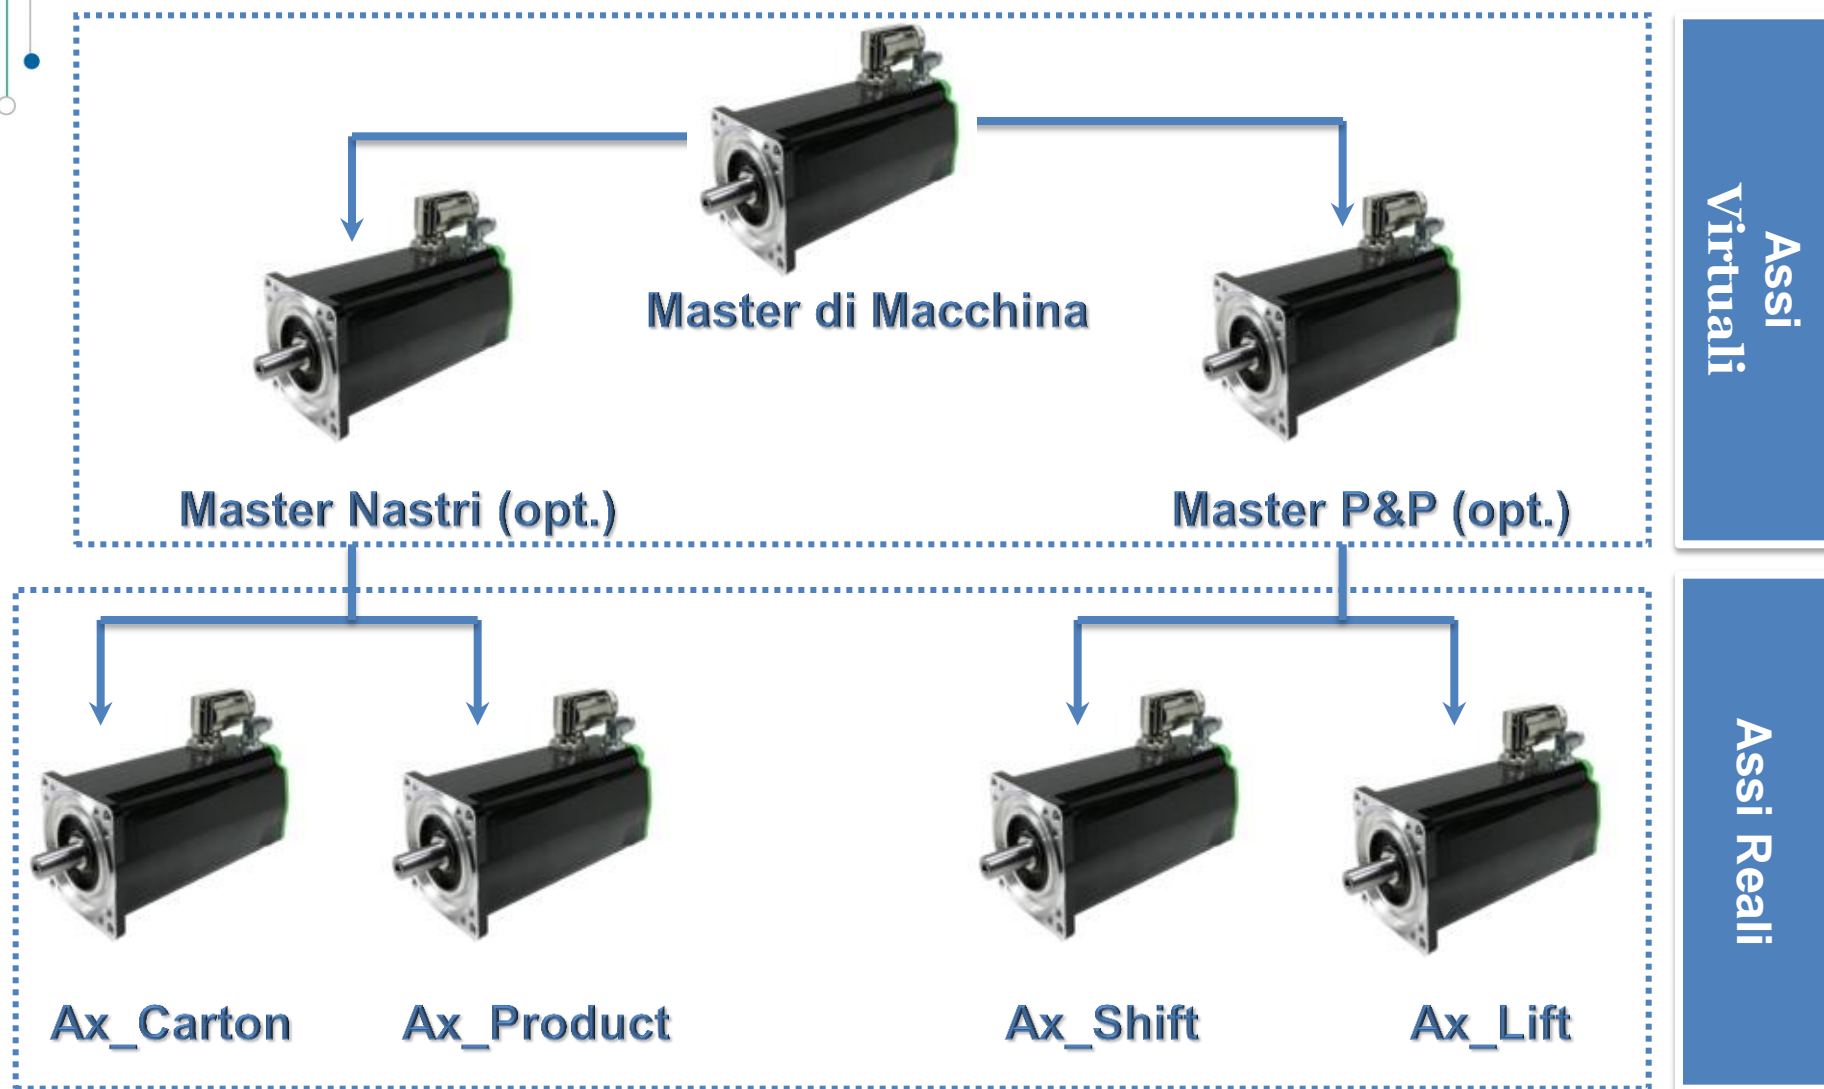 Master di Macchina
Master Nastri (opt.)
Master P&P (opt.)
Assi
Virtuali
Ax_Carton
Ax_Product
Ax_Shift
Ax_Lift
Assi Reali